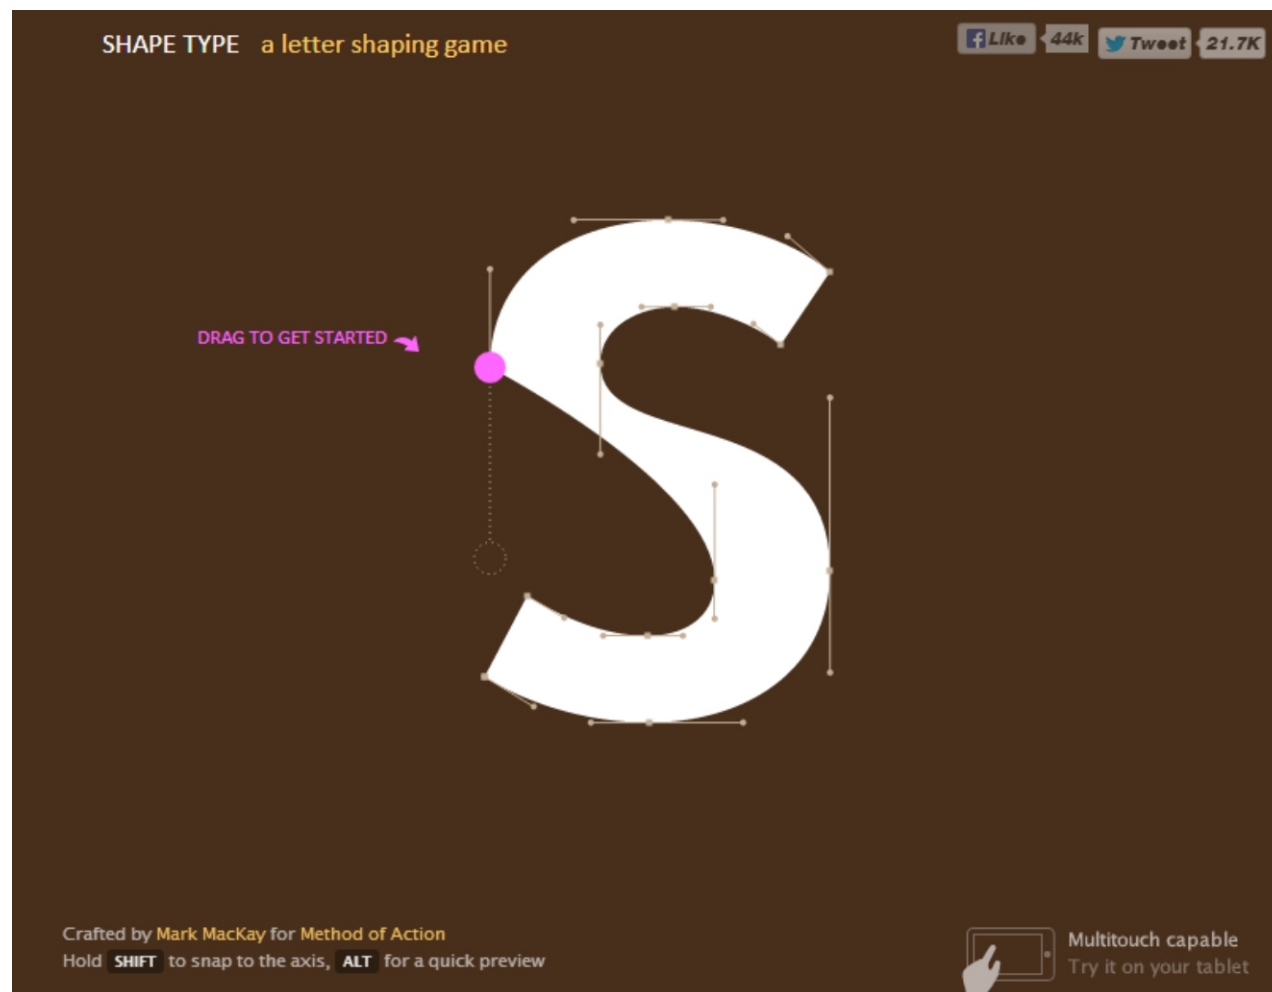 SHAPE TYPE a letter shaping game
Like 44k Tweet 21.7K
DRAG TO GET STARTED
S
Crafted by Mark MacKay for Method of Action
Hold SHIFT to snap to the axis, ALT for a quick preview
Multitouch capable
Try it on your tablet